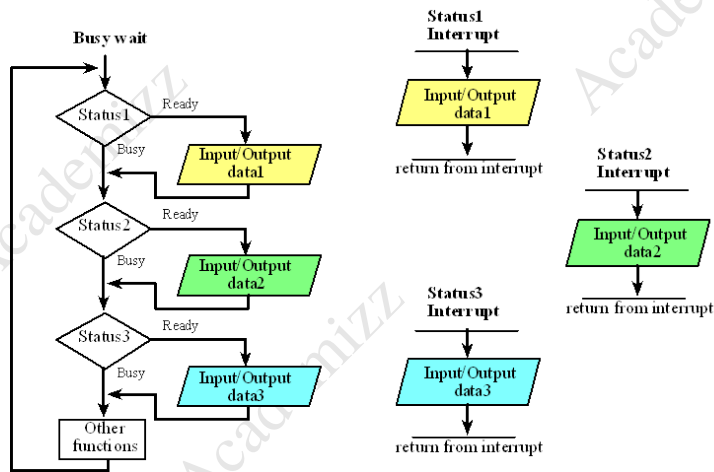 Busy wait
Status1
Ready
Busy
Input/Output
data1
Status2
Ready
Busy
Input/Output
data2
Status3
Ready
Busy
Input/Output
data3
Other
functions
Status1
Interrupt
Input/Output
data1
return from interrupt
Status2
Interrupt
Input/Output
data2
return from interrupt
Status3
Interrupt
Input/Output
data3
return from interrupt
Academizz
Academizz
Academ